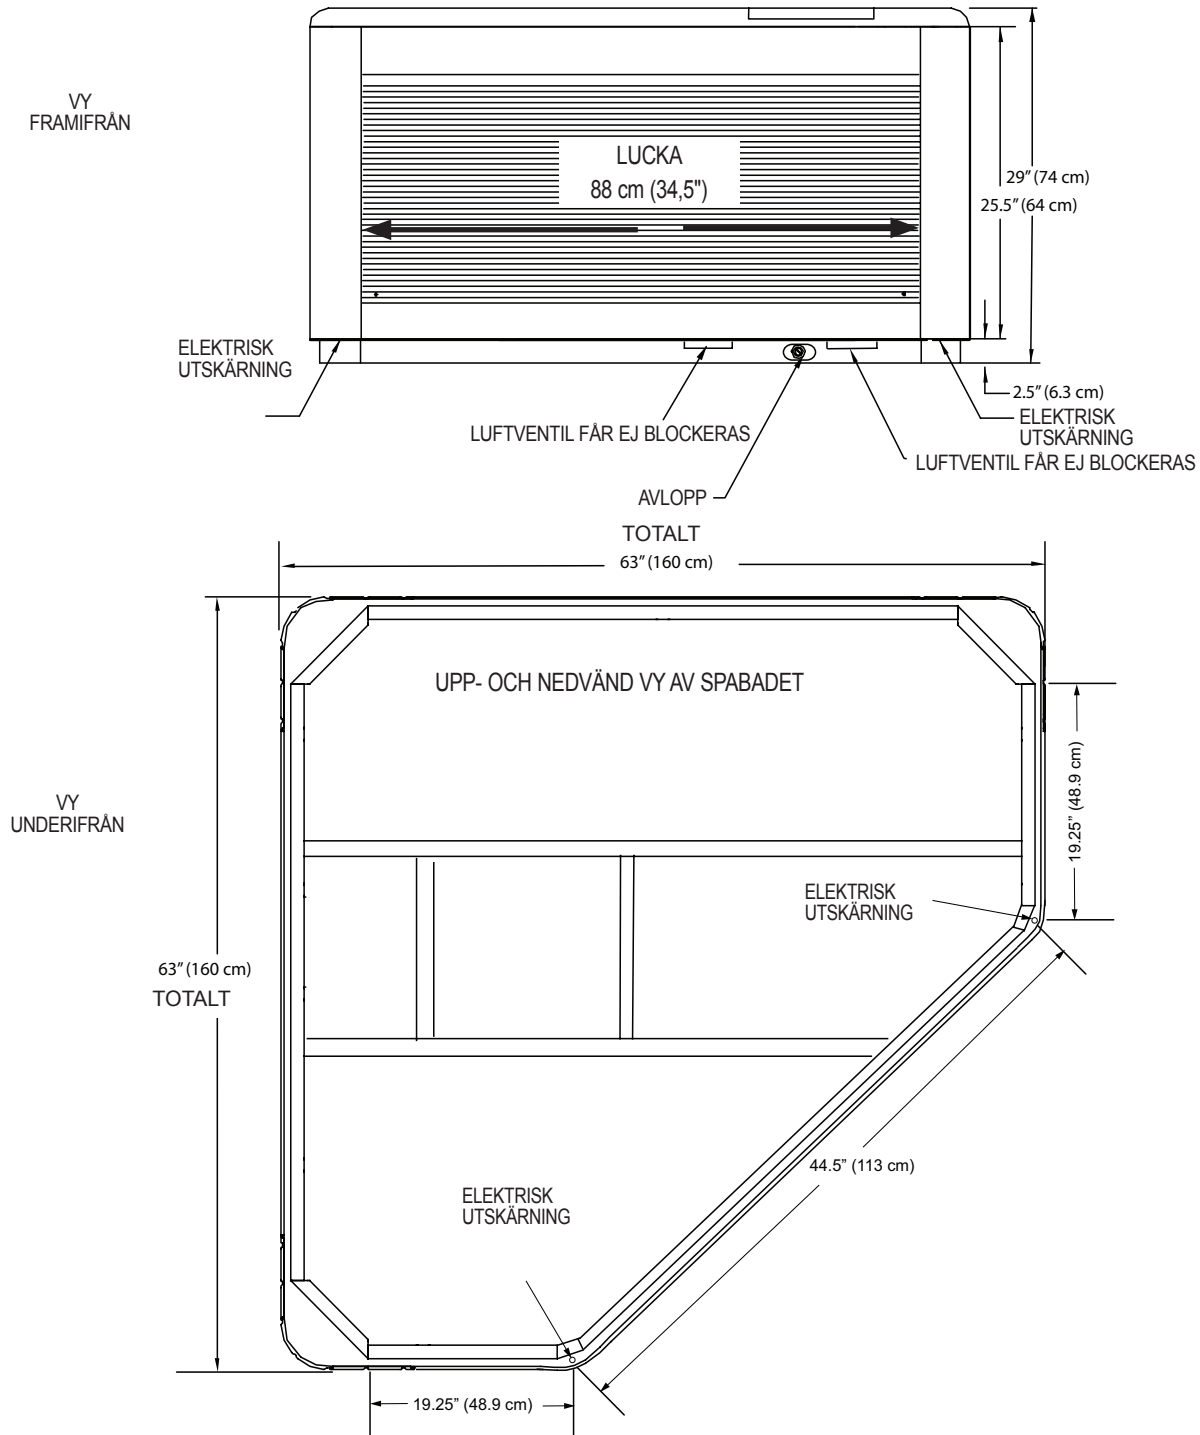 VY
FRAMIFRÅN
LUCKA
88 cm (34,5")
29” (74 cm)
25.5” (64 cm)
ELEKTRISK
UTSKÄRNING
2.5” (6.3 cm)
ELEKTRISK
UTSKÄRNING
LUFTVENTIL FÅR EJ BLOCKERAS
LUFTVENTIL FÅR EJ BLOCKERAS
AVLOPP
TOTALT
63” (160 cm)
UPP- OCH NEDVÄND VY AV SPABADET
19.25” (48.9 cm)
VY
UNDERIFRÅN
ELEKTRISK
UTSKÄRNING
63” (160 cm)
TOTALT
44.5” (113 cm)
ELEKTRISK
UTSKÄRNING
19.25” (48.9 cm)